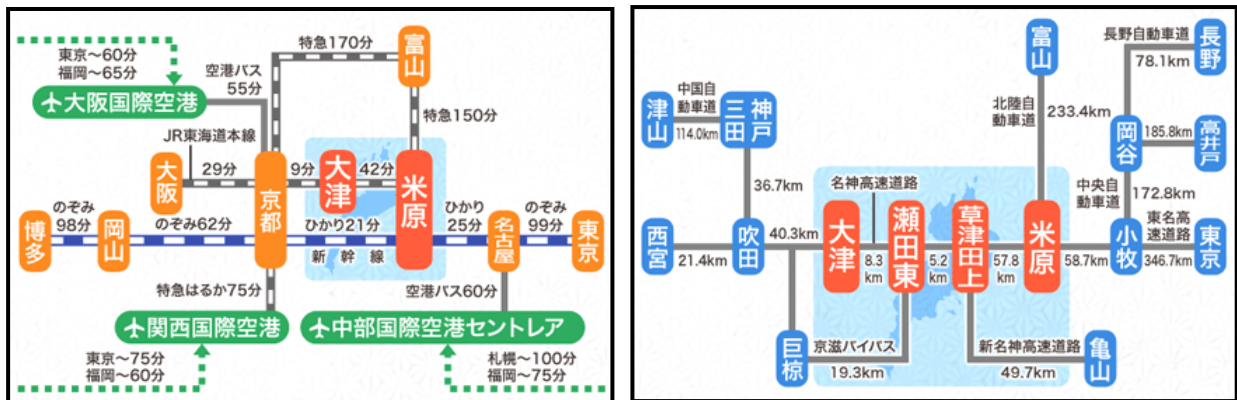 特急170分
富山
東京～60分
福岡～65分
空港バス
55分
大阪国際空港
特急150分
JR東海道本線
大阪
29分
京都
9分
大津
42分
米原
博多
のぞみ
98分
岡山
のぞみ62分
ひかり21分
新幹線
ひかり
25分
名古屋
のぞみ
99分
東京
特急はるか75分
空港バス60分
関西国際空港
中部国際空港セントレア
東京～75分
福岡～60分
札幌～100分
福岡～75分
富山
長野自動車道
78.1km
長野
津山
中国自
動車道
114.0km
三田
神戸
北陸自
動車道
233.4km
岡谷
185.8km
高井戸
36.7km
名神高速道路
中央自
動車道
172.8km
西宮
21.4km
吹田
40.3km
大津
8.3
km
瀬田東
5.2
km
草津田上
57.8
km
米原
58.7km
小牧
東名高
速道路
346.7km
東京
巨椋
京滋バイパス
19.3km
新名神高速道路
49.7km
亀山